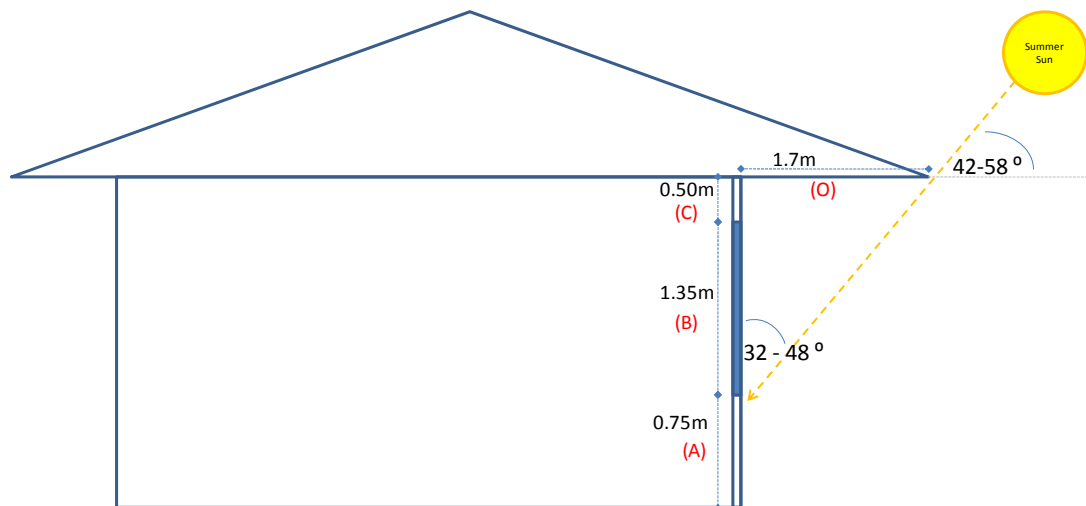 Summer
Sun
1.7m
42-58 º
0.50m
(O)
(C)
1.35m
(B)
32 - 48 º
0.75m
(A)